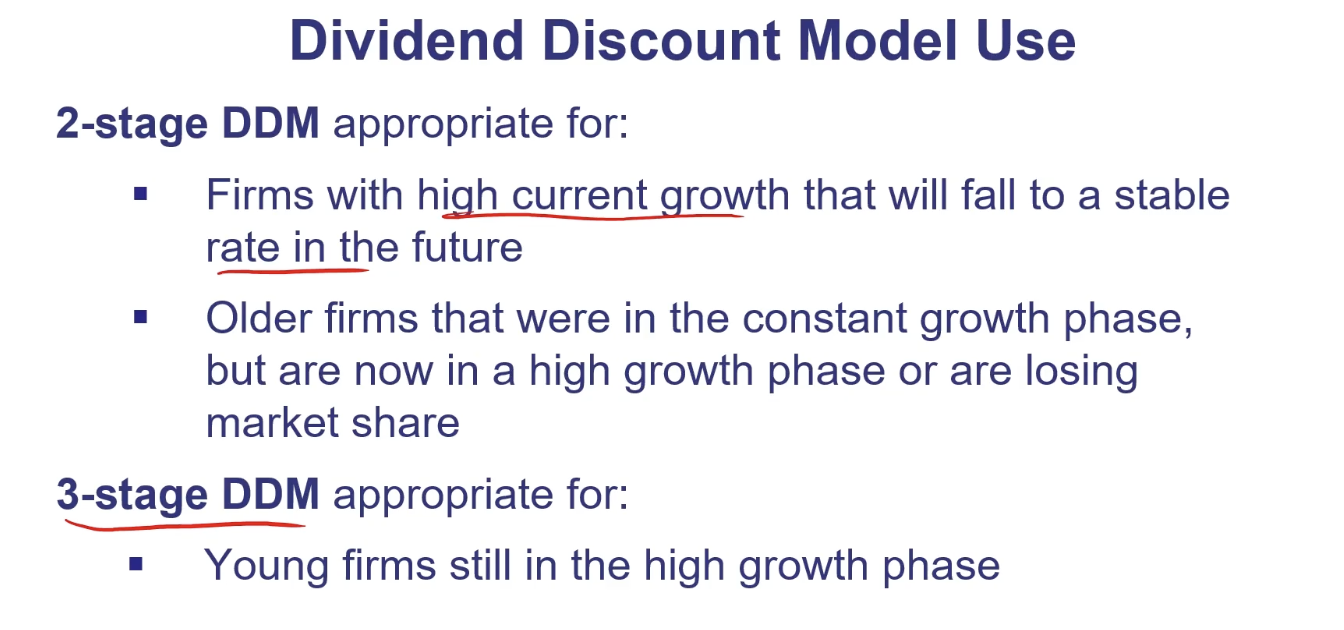 Dividend Discount Model Use
2-stage DDM appropriate for:
▪ Firms with high current growth that will fall to a stable
rate in the future
▪ Older firms that were in the constant growth phase,
but are now in a high growth phase or are losing
market share
3-stage DDM appropriate for:
▪ Young firms still in the high growth phase